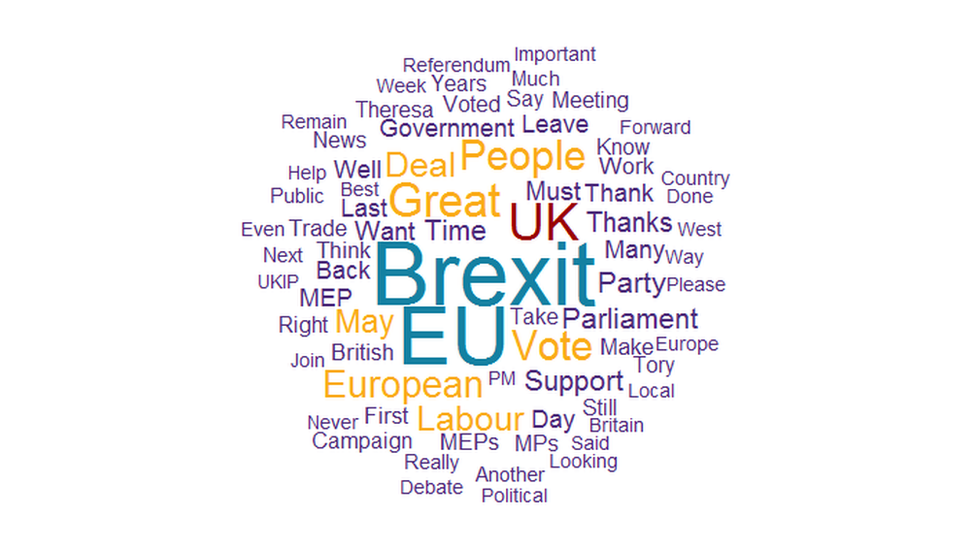 Important
Referendum
Week Years Much
Theresa Voted Say Meeting
Remain Government Leave Forward
News Deal People Know
Help Well Work
Public Best Great Must Thank Country
Last UK Done
Even Trade Want Time Thanks West
Next Think Brexit Many Way
UKIP Back Party Please
MEP EU
Right May Take Parliament
Join British Vote Make Europe
European PM Support Tory
Local
Never First Labour Day Still
Britain
Campaign MEPs MPs Said
Really Looking
Debate Another
Political